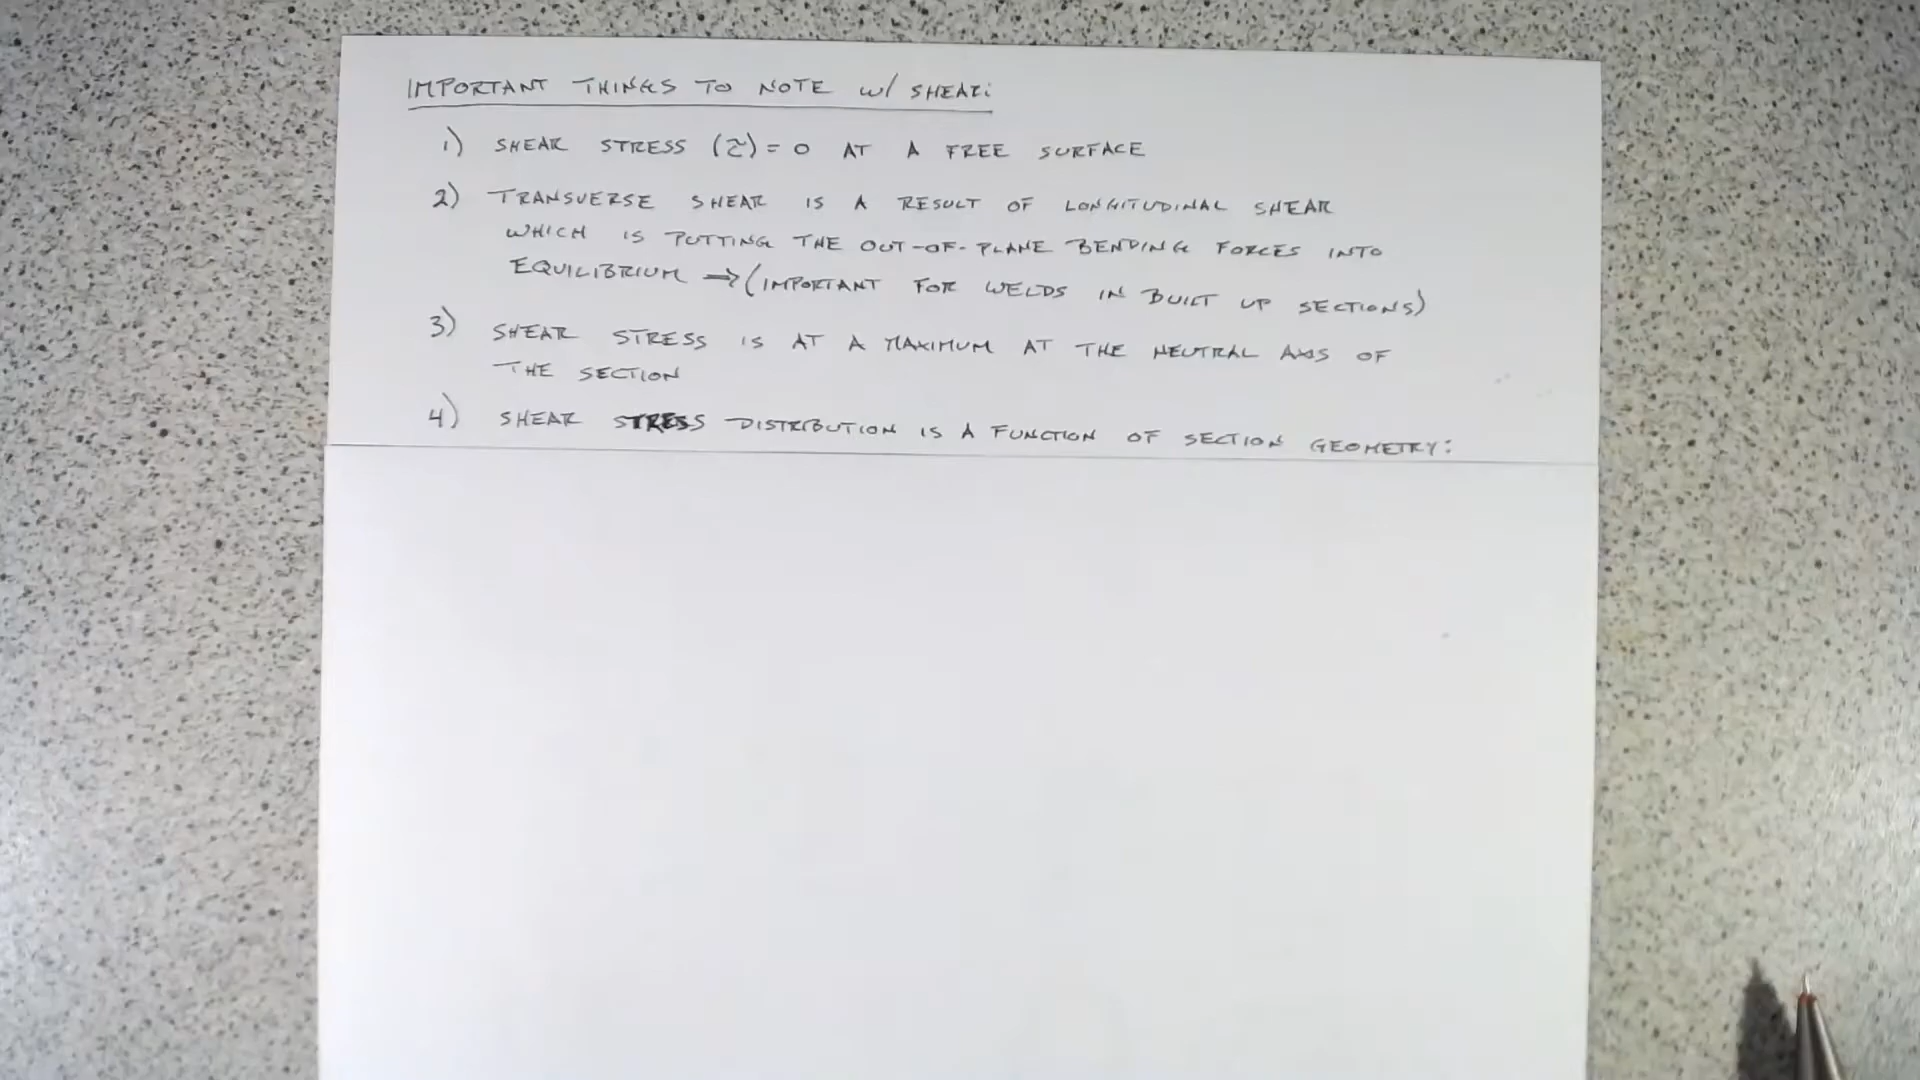 IMPORTANT THINGS TO NOTE w/ SHEAR:
1) SHEAR STRESS (τ) = 0 AT A FREE SURFACE
2) TRANSVERSE SHEAR IS A RESULT OF LONGITUDINAL SHEAR
WHICH IS PUTTING THE OUT-OF-PLANE BENDING FORCES INTO
EQUILIBRIUM → (IMPORTANT FOR WELDS IN BUILT UP SECTIONS)
3) SHEAR STRESS IS AT A MAXIMUM AT THE NEUTRAL AXIS OF
THE SECTION
4) SHEAR STRESS DISTRIBUTION IS A FUNCTION OF SECTION GEOMETRY: